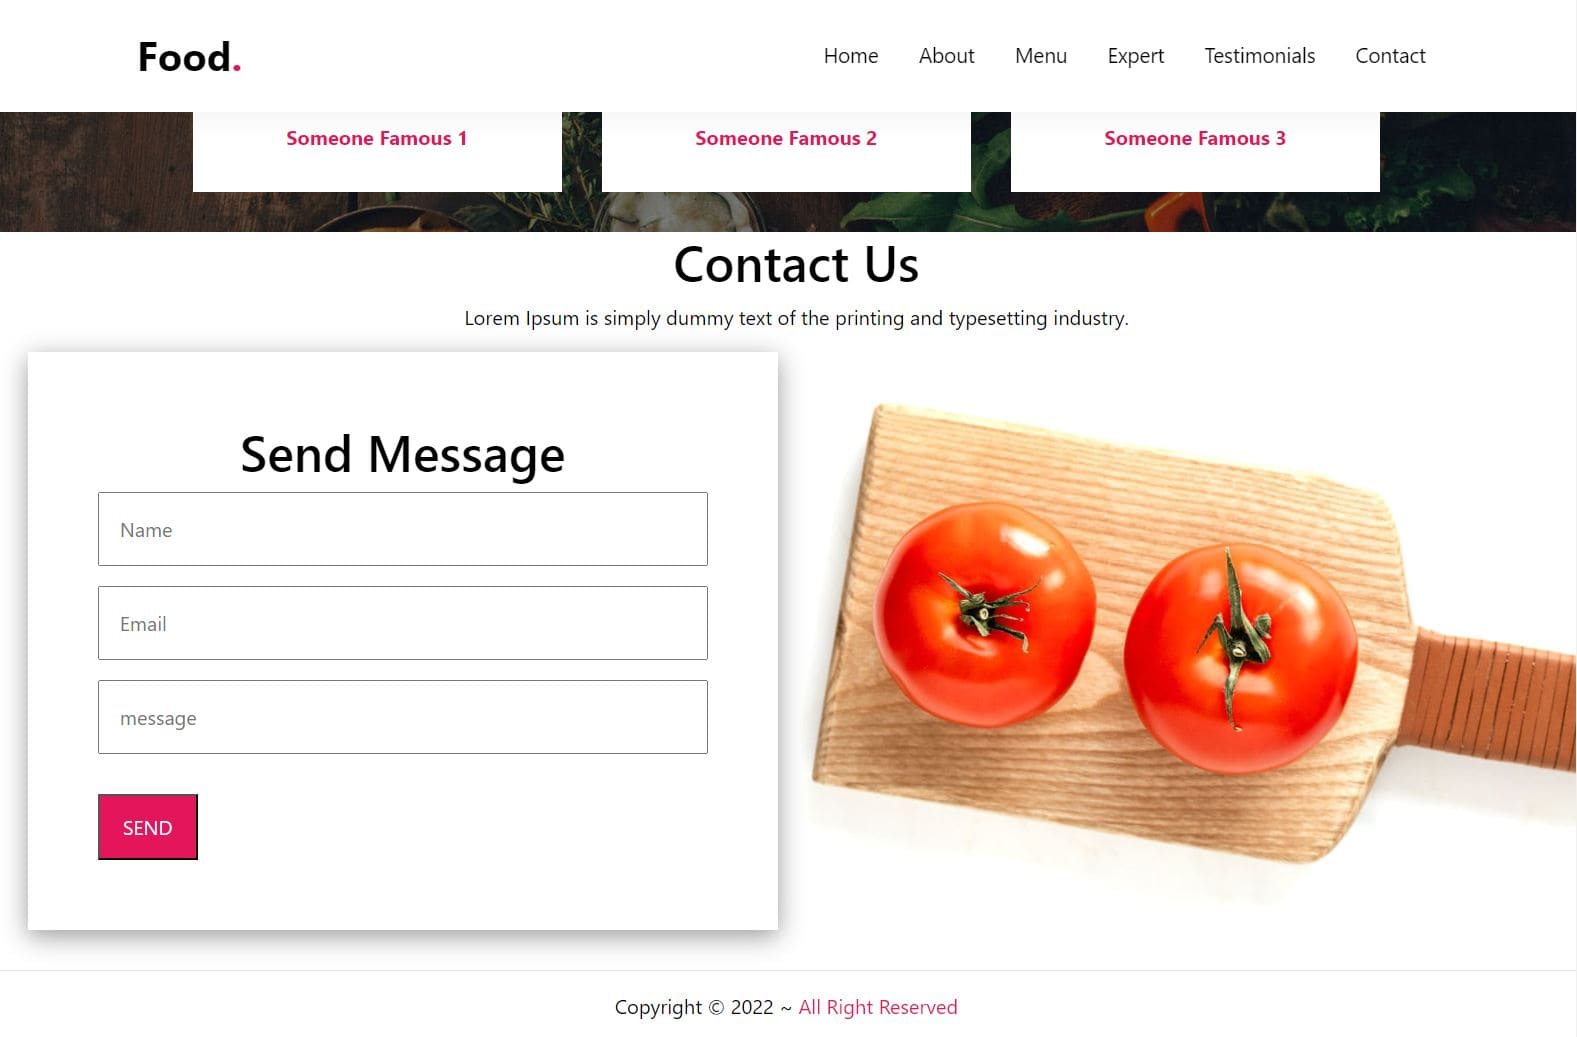 Food.
Home About Menu Expert Testimonials Contact
Someone Famous 1
Someone Famous 2
Someone Famous 3
Contact Us
Lorem Ipsum is simply dummy text of the printing and typesetting industry.
Send Message
Name
Email
message
SEND
Copyright © 2022 ~ All Right Reserved